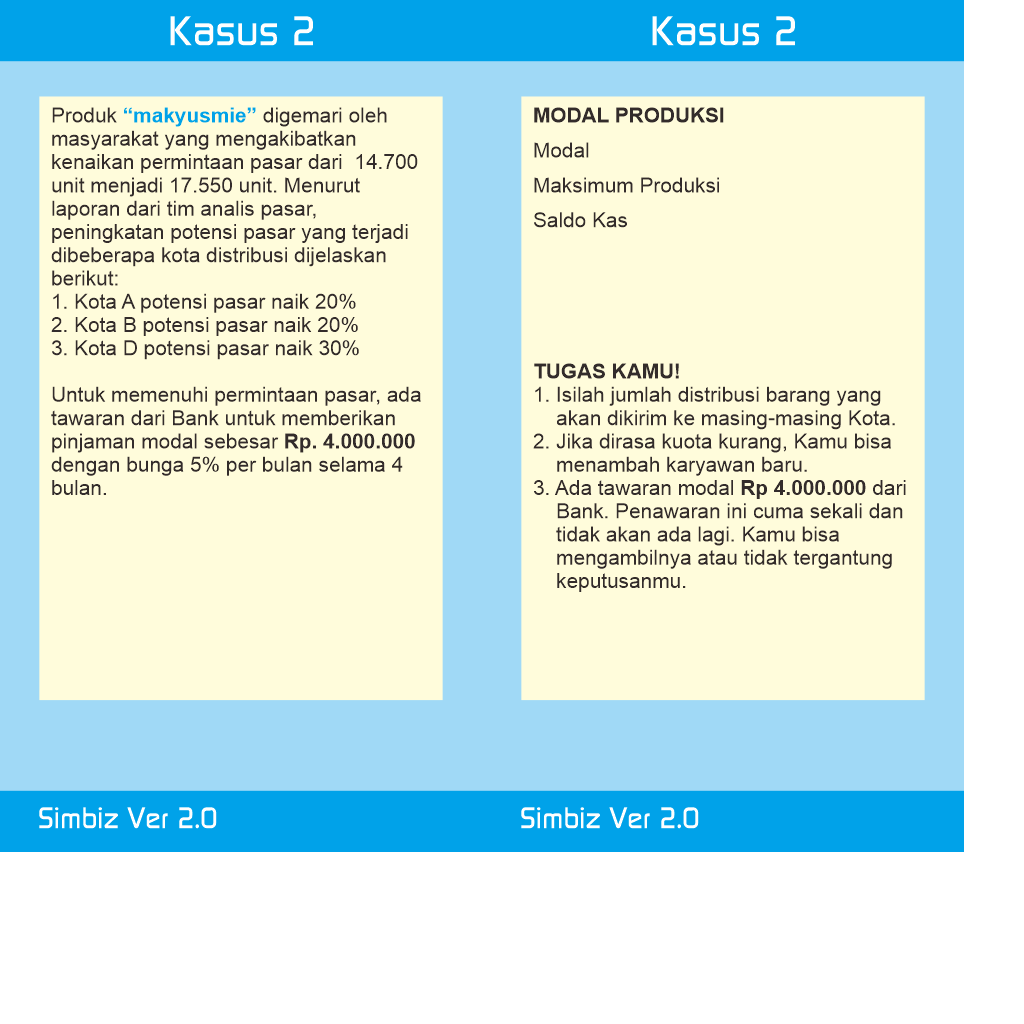 Kasus 2
Produk “makyusmie” digemari oleh
masyarakat yang mengakibatkan
kenaikan permintaan pasar dari  14.700
unit menjadi 17.550 unit. Menurut
laporan dari tim analis pasar,
peningkatan potensi pasar yang terjadi
dibeberapa kota distribusi dijelaskan
berikut:
1. Kota A potensi pasar naik 20%
2. Kota B potensi pasar naik 20%
3. Kota D potensi pasar naik 30%
Untuk memenuhi permintaan pasar, ada
tawaran dari Bank untuk memberikan
pinjaman modal sebesar Rp. 4.000.000
dengan bunga 5% per bulan selama 4
bulan.
Simbiz Ver 2.0
Kasus 2
MODAL PRODUKSI
Modal
Maksimum Produksi
Saldo Kas
TUGAS KAMU!
1. Isilah jumlah distribusi barang yang
akan dikirim ke masing-masing Kota.
2. Jika dirasa kuota kurang, Kamu bisa
menambah karyawan baru.
3. Ada tawaran modal Rp 4.000.000 dari
Bank. Penawaran ini cuma sekali dan
tidak akan ada lagi. Kamu bisa
mengambilnya atau tidak tergantung
keputusanmu.
Simbiz Ver 2.0